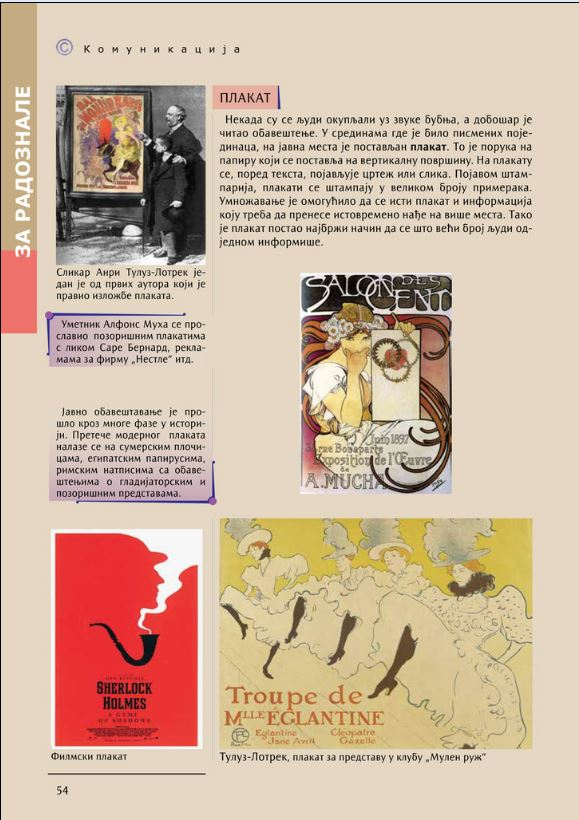 © Комуникација
ЗА РАДОЗНАЛЕ
ПЛАКАТ
Некада су се људи окупљали уз звуке бубња, а добошар је
читао обавештење. У срединама где је било писмених поје-
динаца, на јавна места је постављан плакат. То је порука на
папиру који се поставља на вертикалну површину. На плакату
се, поред текста, појављује цртеж или слика. Појавом штам-
парија, плакати се штампају у великом броју примерака.
Умножавање је омогућило да се исти плакат и информација
коју треба да пренесе истовремено нађе на више места. Тако
је плакат постао најбржи начин да се што већи број људи од-
једном информише.
Сликар Анри Тулуз-Лотрек је-
дан је од првих аутора који је
правио изложбе плаката.
Уметник Алфонс Муха се про-
славио позоришним плакатима
с ликом Саре Бернард, рекла-
мама за фирму „Нестле“ итд.
Јавно обавештавање је про-
шло кроз многе фазе у истори-
ји. Претече модерног плаката
налазе се на сумерским плочи-
цама, египатским папирусима,
римским натписима са обаве-
штењима о гладијаторским и
позоришним представама.
SALON DES
CENT
Juin 1897
31, rue Bonaparte
Exposition de l'Œuvre
de
A. MUCHA
SHERLOCK
HOLMES
A GAME
OF SHADOWS
Филмски плакат
Troupe de
MLLE EGLANTINE
Eglantine Cleopatra
Jane Avril Gazelle
Тулуз-Лотрек, плакат за представу у клубу „Мулен руж“
54